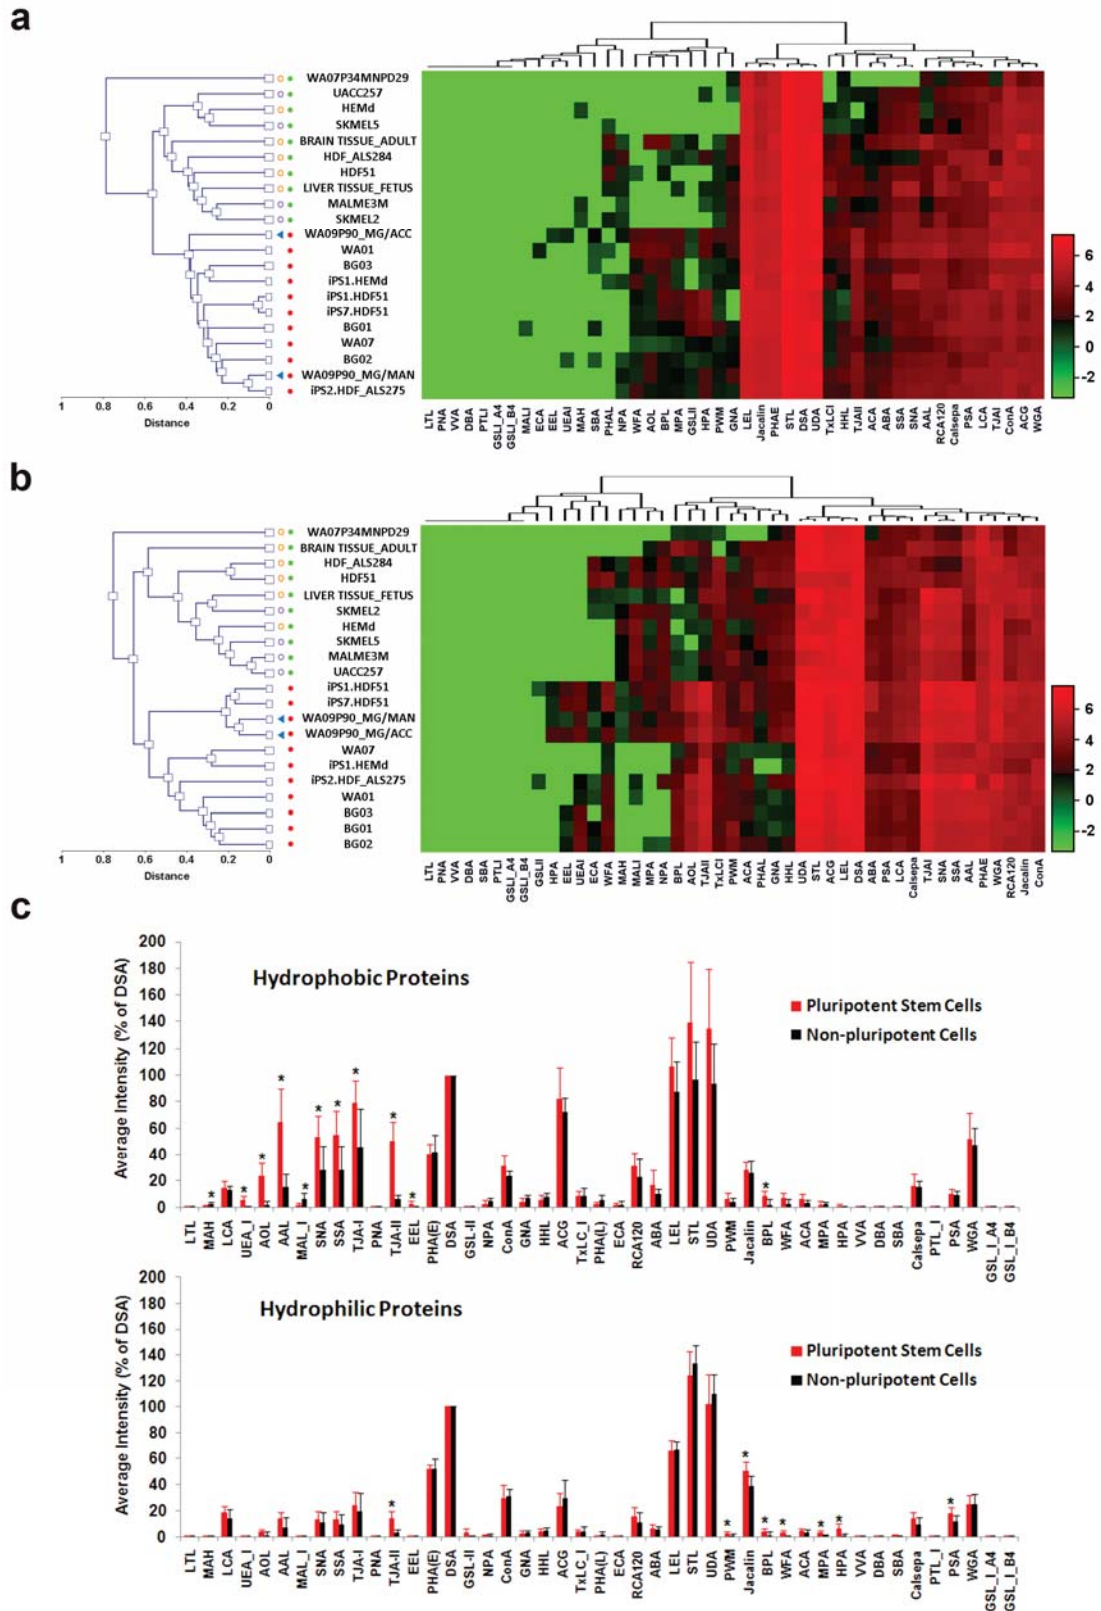 a
WA07P34MNPD29
UACC257
HEMd
SKMEL5
BRAIN TISSUE_ADULT
HDF_ALS284
HDF51
LIVER TISSUE_FETUS
MALME3M
SKMEL2
WA09P90_MG/ACC
WA01
BG03
iPS1.HEMd
iPS1.HDF51
iPS7.HDF51
BG01
WA07
BG02
WA09P90_MG/MAN
iPS2.HDF_ALS275
6
4
2
0
-2
1 0.8 0.6 0.4 0.2 0
Distance
LTL PNA VVA DBA PTLI GSLI_A4 GSLI_B4 MALI ECA EEL UEAI MAH SBA PHAL NPA WFA AOL BPL MPA GSLII HPA PWM GNA LEL Jacalin PHAE STL DSA UDA TxLCI HHL TJAII ACA ABA SSA SNA AAL RCA120 Calsepa PSA LCA TJAI ConA ACG WGA
b
WA07P34MNPD29
BRAIN TISSUE_ADULT
HDF_ALS284
HDF51
LIVER TISSUE_FETUS
SKMEL2
HEMd
SKMEL5
MALME3M
UACC257
iPS1.HDF51
iPS7.HDF51
WA09P90_MG/MAN
WA09P90_MG/ACC
WA07
iPS1.HEMd
iPS2.HDF_ALS275
WA01
BG03
BG01
BG02
6
4
2
0
-2
1 0.8 0.6 0.4 0.2 0
Distance
LTL PNA VVA DBA SBA PTLI GSLI_A4 GSLI_B4 GSLII HPA EEL UEAI ECA WFA MAH MALI MPA NPA BPL AOL TJAII TxLCI PWM ACA PHAL GNA HHL UDA STL ACG LEL DSA ABA PSA LCA Calsepa TJAI SNA SSA AAL PHAE WGA RCA120 Jacalin ConA
c
Hydrophobic Proteins
Average Intensity (% of DSA)
200
180
160
140
120
100
80
60
40
20
0
Pluripotent Stem Cells
Non-pluripotent Cells
* * * * * * * * * * *
LTL MAH LCA UEA_I AOL AAL MAL_I SNA SSA TJA-I PNA TJA-II EEL PHA(E) DSA GSL-II NPA ConA GNA HHL ACG TxLC_I PHA(L) ECA RCA120 ABA LEL STL UDA PWM Jacalin BPL WFA ACA MPA HPA VVA DBA SBA Calsepa PTL_I PSA WGA GSL_I_A4 GSL_I_B4
Hydrophilic Proteins
Average Intensity (% of DSA)
200
180
160
140
120
100
80
60
40
20
0
Pluripotent Stem Cells
Non-pluripotent Cells
* * * * * * * *
LTL MAH LCA UEA_I AOL AAL MAL_I SNA SSA TJA-I PNA TJA-II EEL PHA(E) DSA GSL-II NPA ConA GNA HHL ACG TxLC_I PHA(L) ECA RCA120 ABA LEL STL UDA PWM Jacalin BPL WFA ACA MPA HPA VVA DBA SBA Calsepa PTL_I PSA WGA GSL_I_A4 GSL_I_B4